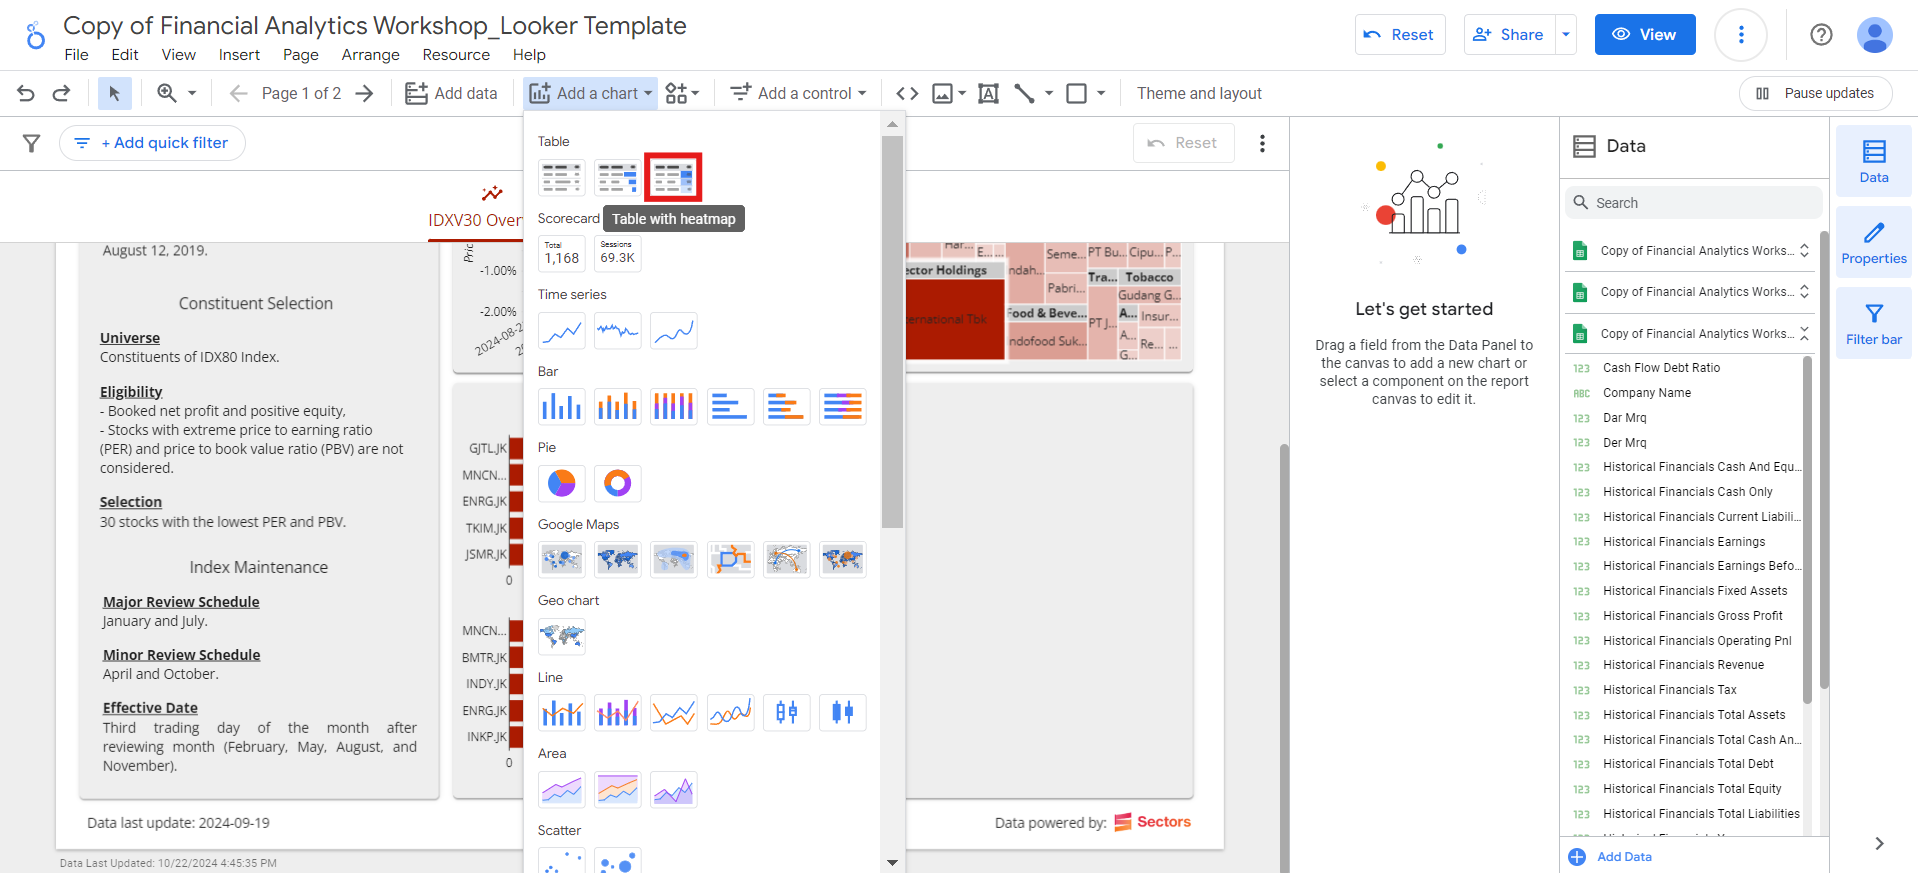 Copy of Financial Analytics Workshop_Looker Template
File Edit View Insert Page Arrange Resource Help
Reset
Share
View
Page 1 of 2
Add data
Add a chart
Add a control
Theme and layout
Pause updates
+ Add quick filter
Reset
IDXV30 Over
August 12, 2019.
Constituent Selection
Universe
Constituents of IDX80 Index.
Eligibility
- Booked net profit and positive equity,
- Stocks with extreme price to earning ratio
(PER) and price to book value ratio (PBV) are not
considered.
Selection
30 stocks with the lowest PER and PBV.
Index Maintenance
Major Review Schedule
January and July.
Minor Review Schedule
April and October.
Effective Date
Third trading day of the month after
reviewing month (February, May, August, and
November).
Data last update: 2024-09-19
Data Last Updated: 10/22/2024 4:45:35 PM
Pric
-1.00%
-2.00%
2024-08-2
GJTL.JK
MNCN...
ENRG.JK
TKIM.JK
JSMR.JK
0
MNCN...
BMTR.JK
INDY.JK
ENRG.JK
INKP.JK
0
Table
Table with heatmap
Scorecard
Total
1,168
Sessions
69.3K
Time series
Bar
Pie
Google Maps
Geo chart
Line
Area
Scatter
Har...
E...
Seme...
PT Bu...
Cipu...
P...
ector Holdings
ndah...
Tra...
Tobacco
Pabri...
Gudang G...
ernational Tbk
Food & Beve...
PT J...
A...
Insur...
ndofood Suk...
A...
Re...
...
G...
Data powered by: Sectors
Let's get started
Drag a field from the Data Panel to
the canvas to add a new chart or
select a component on the report
canvas to edit it.
Data
Search
Copy of Financial Analytics Works...
Copy of Financial Analytics Works...
Copy of Financial Analytics Works...
123 Cash Flow Debt Ratio
ABC Company Name
123 Dar Mrq
123 Der Mrq
123 Historical Financials Cash And Equ...
123 Historical Financials Cash Only
123 Historical Financials Current Liabili...
123 Historical Financials Earnings
123 Historical Financials Earnings Befo...
123 Historical Financials Fixed Assets
123 Historical Financials Gross Profit
123 Historical Financials Operating Pnl
123 Historical Financials Revenue
123 Historical Financials Tax
123 Historical Financials Total Assets
123 Historical Financials Total Cash An...
123 Historical Financials Total Debt
123 Historical Financials Total Equity
123 Historical Financials Total Liabilities
Add Data
Data
Properties
Filter bar